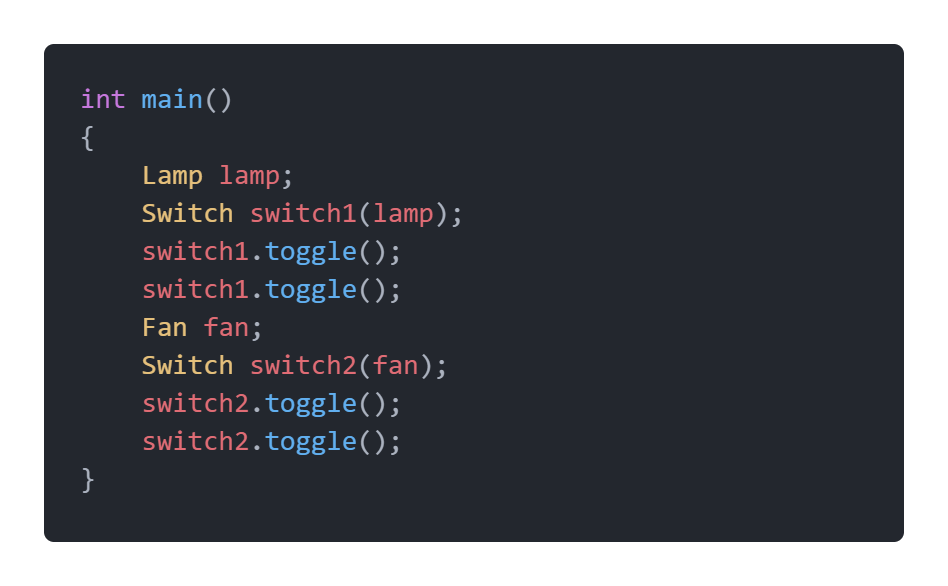 int main()
{
    Lamp lamp;
    Switch switch1(lamp);
    switch1.toggle();
    switch1.toggle();
    Fan fan;
    Switch switch2(fan);
    switch2.toggle();
    switch2.toggle();
}